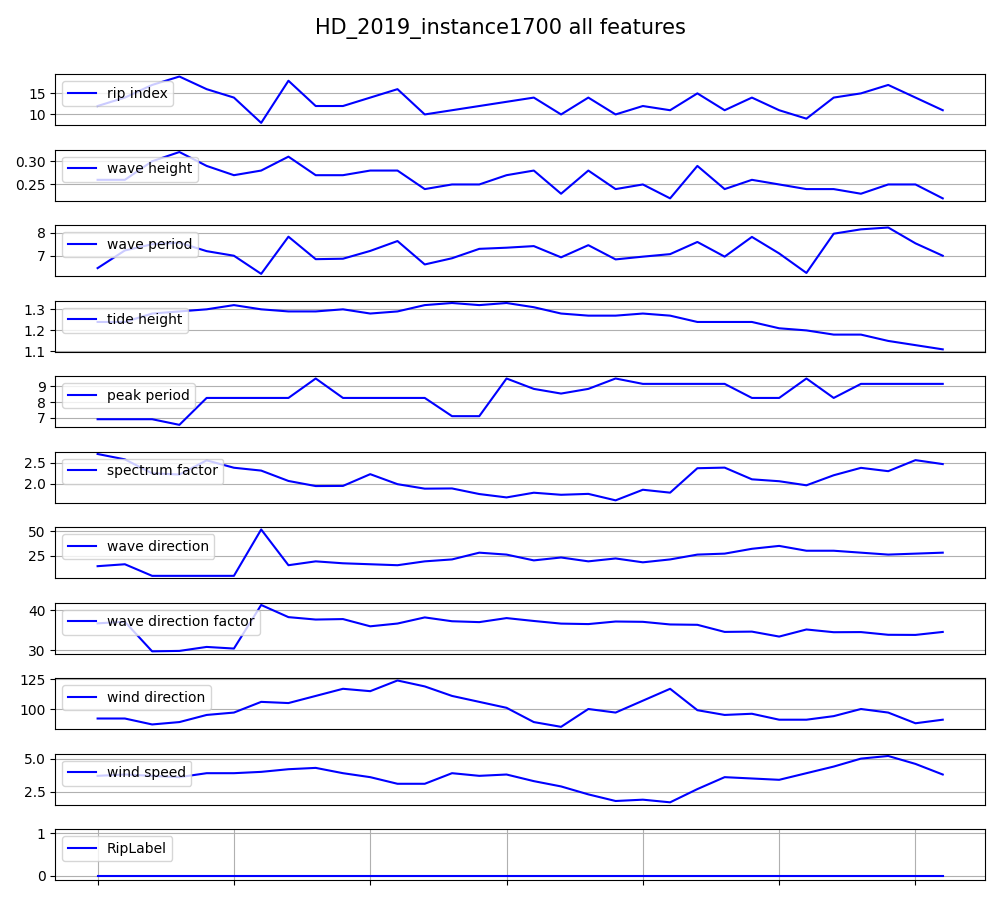 HD_2019_instance1700 all features
15
10
rip index
0.30
0.25
wave height
8
7
wave period
1.3
1.2
1.1
tide height
9
8
7
peak period
2.5
2.0
spectrum factor
50
25
wave direction
40
30
wave direction factor
125
100
wind direction
5.0
2.5
wind speed
1
0
RipLabel